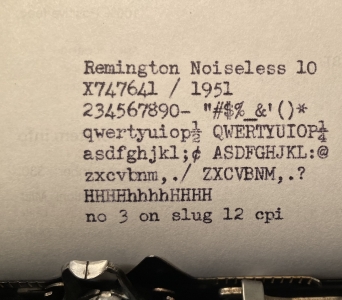 Remington Noiseless 10
X747641 / 1951
234567890- "#$%_&'()*
qwertyuiop½ QWERTYUIOP¼
asdfghjkl;¢ ASDFGHJKL:@
zxcvbnm,./ ZXCVBNM,.?
HHHHhhhhHHHH
no 3 on slug 12 cpi